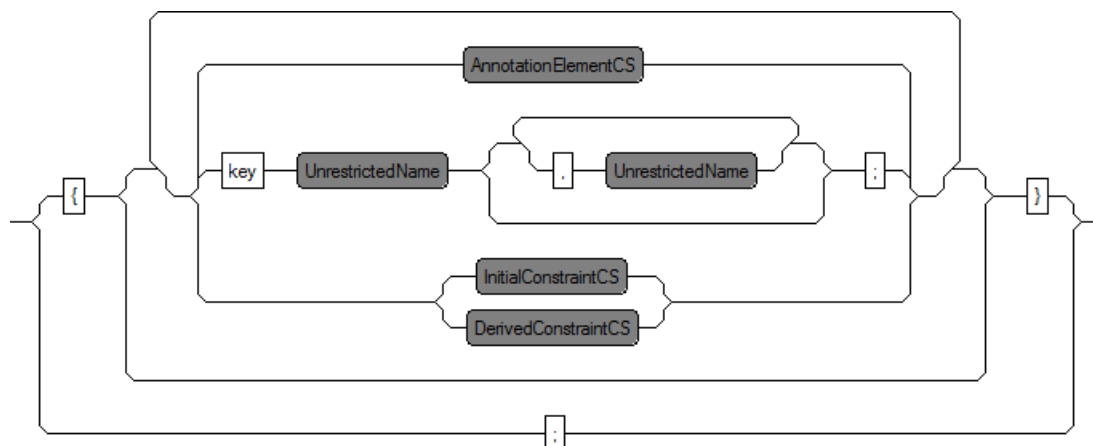 AnnotationElementCS
key UnrestrictedName , UnrestrictedName ;
{ }
InitialConstraintCS
DerivedConstraintCS
;